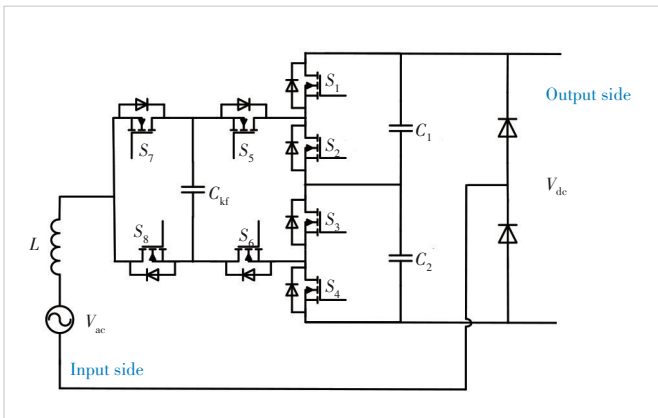 S1
Output side
C1
S7
S5
S2
Ckf
Vdc
S8
S6
S3
L
C2
S4
Vac
Input side